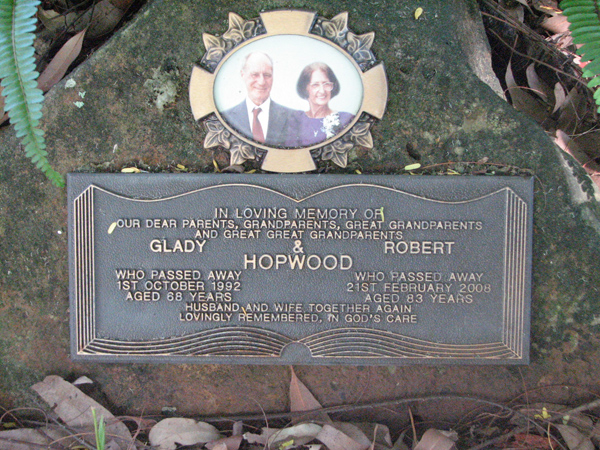 IN LOVING MEMORY OF
OUR DEAR PARENTS, GRANDPARENTS, GREAT GRANDPARENTS
AND GREAT GREAT GRANDPARENTS
GLADY & ROBERT
HOPWOOD
WHO PASSED AWAY
1ST OCTOBER 1992
AGED 68 YEARS
WHO PASSED AWAY
21ST FEBRUARY 2008
AGED 83 YEARS
HUSBAND AND WIFE TOGETHER AGAIN
LOVINGLY REMEMBERED, IN GOD'S CARE